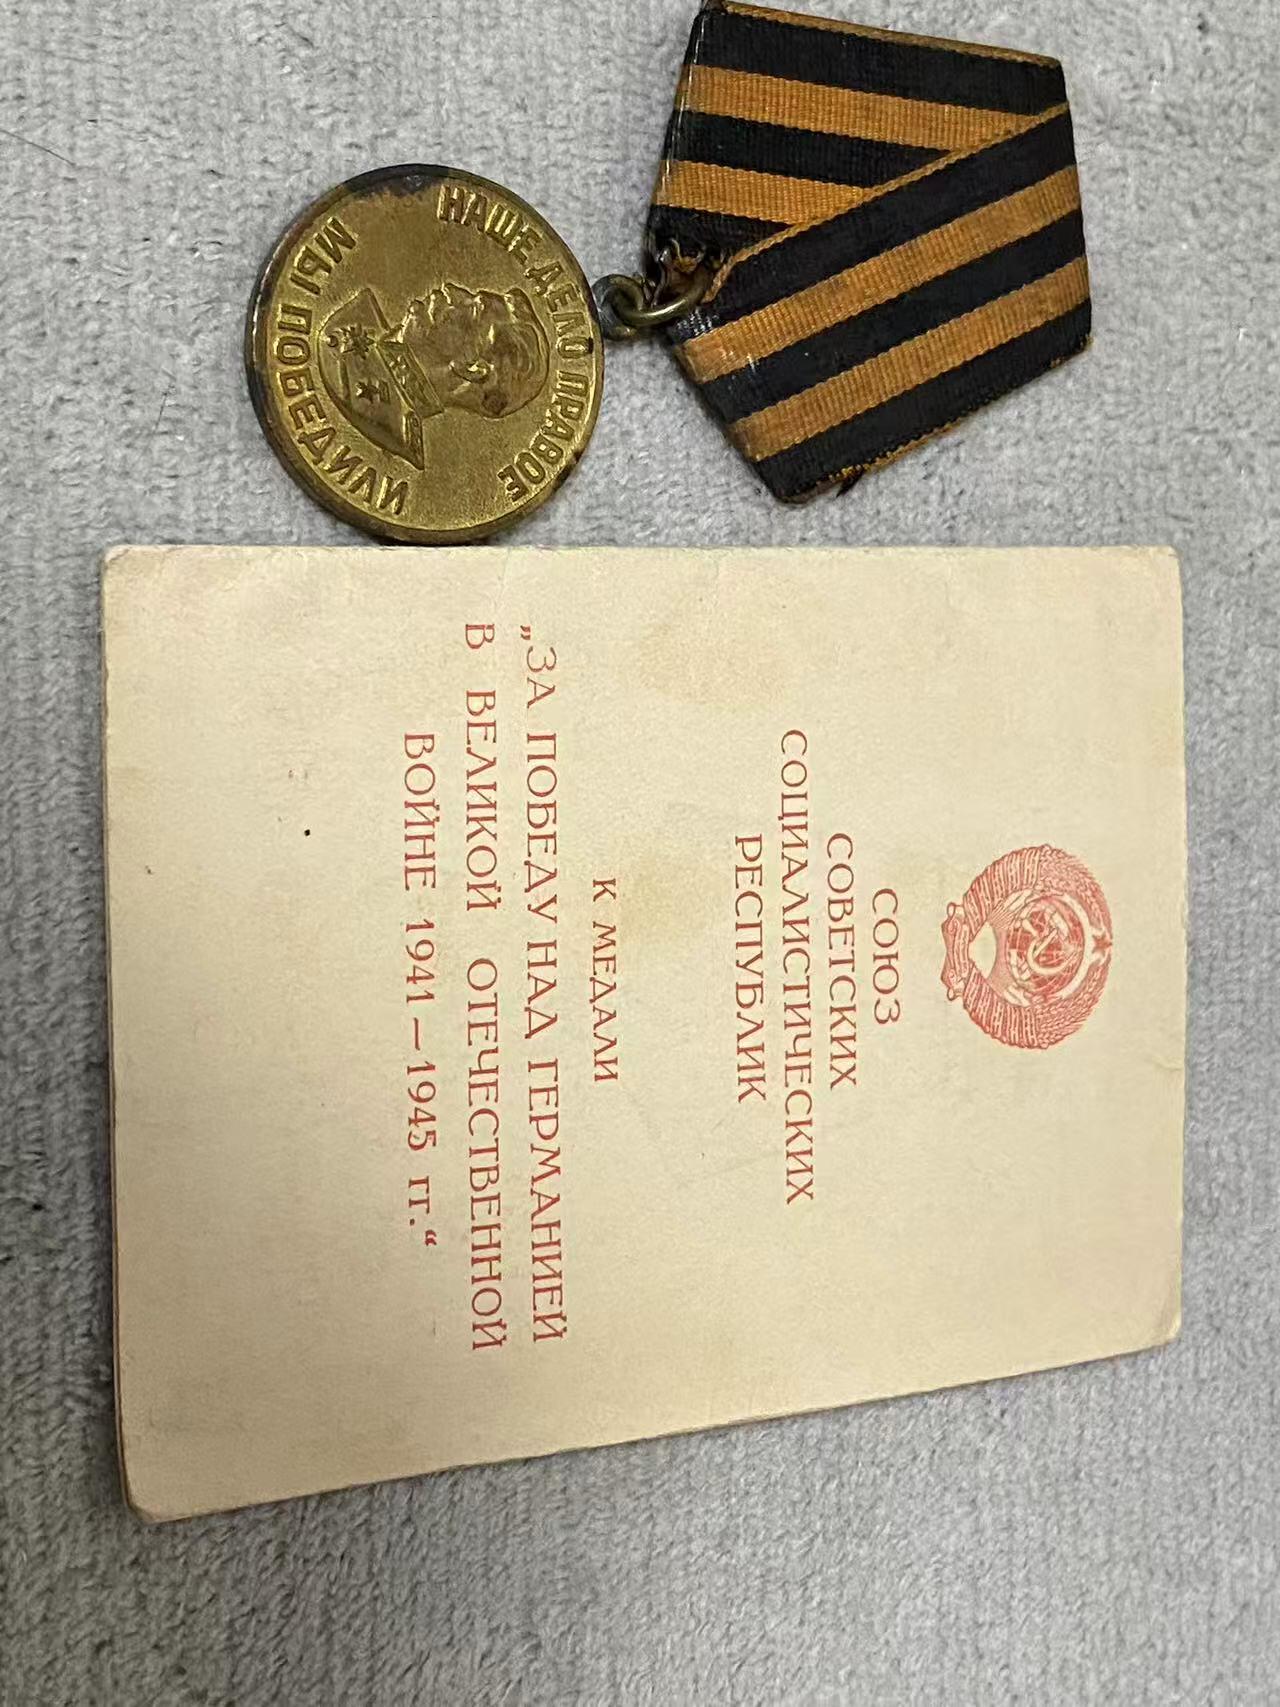 НАШЕ ДЕЛО ПРАВОЕ
МЫ ПОБЕДИЛИ
СОЮЗ
СОВЕТСКИХ
СОЦИАЛИСТИЧЕСКИХ
РЕСПУБЛИК
К МЕДАЛИ
„ЗА ПОБЕДУ НАД ГЕРМАНИЕЙ
В ВЕЛИКОЙ ОТЕЧЕСТВЕННОЙ
ВОЙНЕ 1941—1945 гг.“